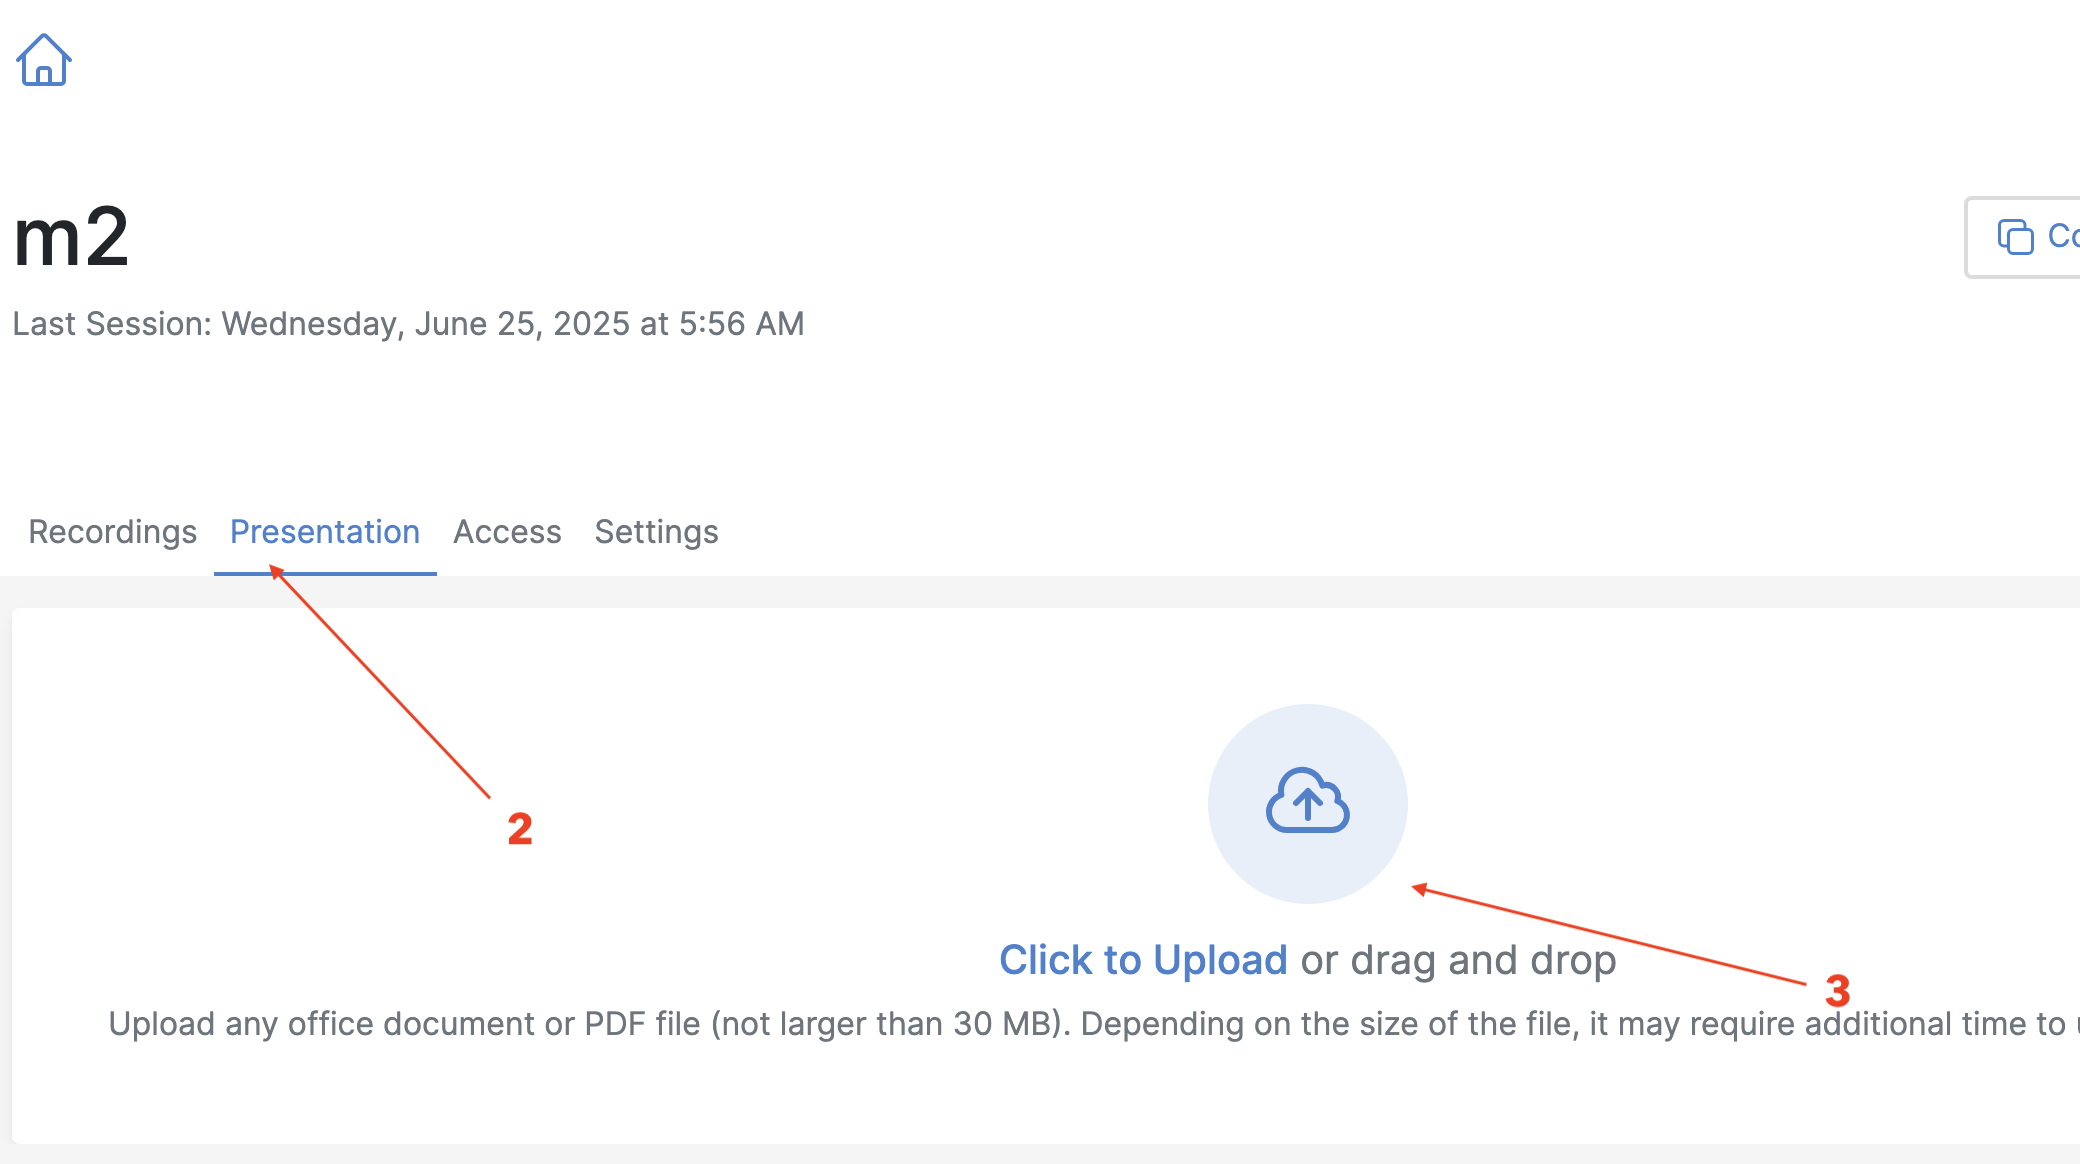 m2
Co
Last Session: Wednesday, June 25, 2025 at 5:56 AM
Recordings Presentation Access Settings
2
Click to Upload or drag and drop
3
Upload any office document or PDF file (not larger than 30 MB). Depending on the size of the file, it may require additional time to